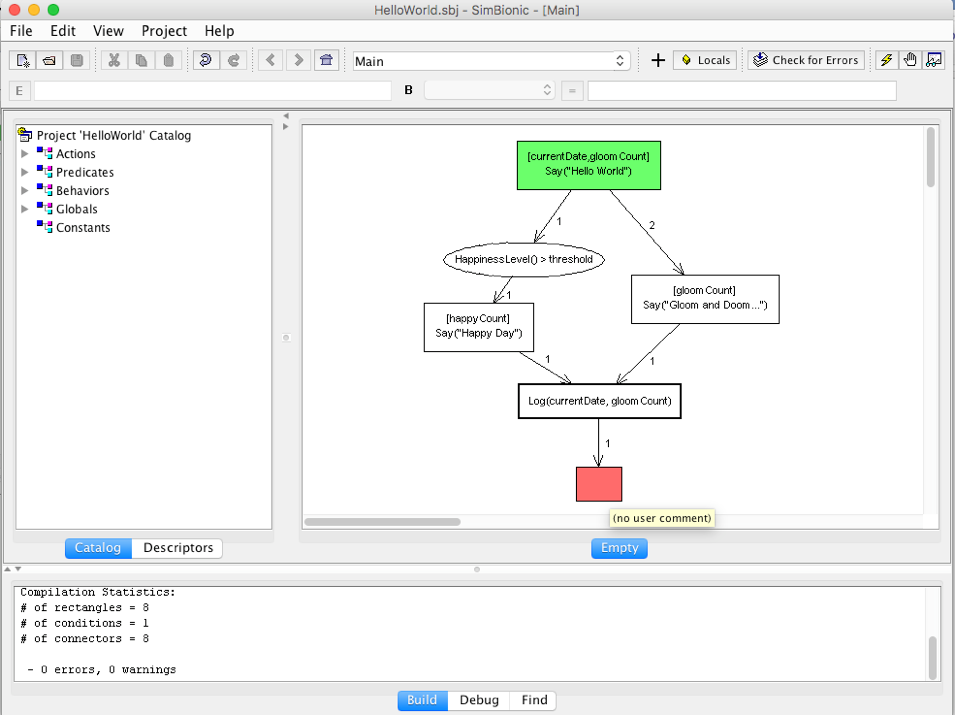 HelloWorld.sbj - SimBionic - [Main]
File Edit View Project Help
Main
Locals
Check for Errors
E
B
=
Project 'HelloWorld' Catalog
Actions
Predicates
Behaviors
Globals
Constants
[currentDate,gloomCount]
Say("Hello World")
1
2
HappinessLevel() > threshold
1
[gloomCount]
Say("Gloom and Doom...")
[happyCount]
Say("Happy Day")
1
1
Log(currentDate, gloomCount)
1
(no user comment)
Catalog Descriptors
Empty
Compilation Statistics:
# of rectangles = 8
# of conditions = 1
# of connectors = 8
- 0 errors, 0 warnings
Build Debug Find